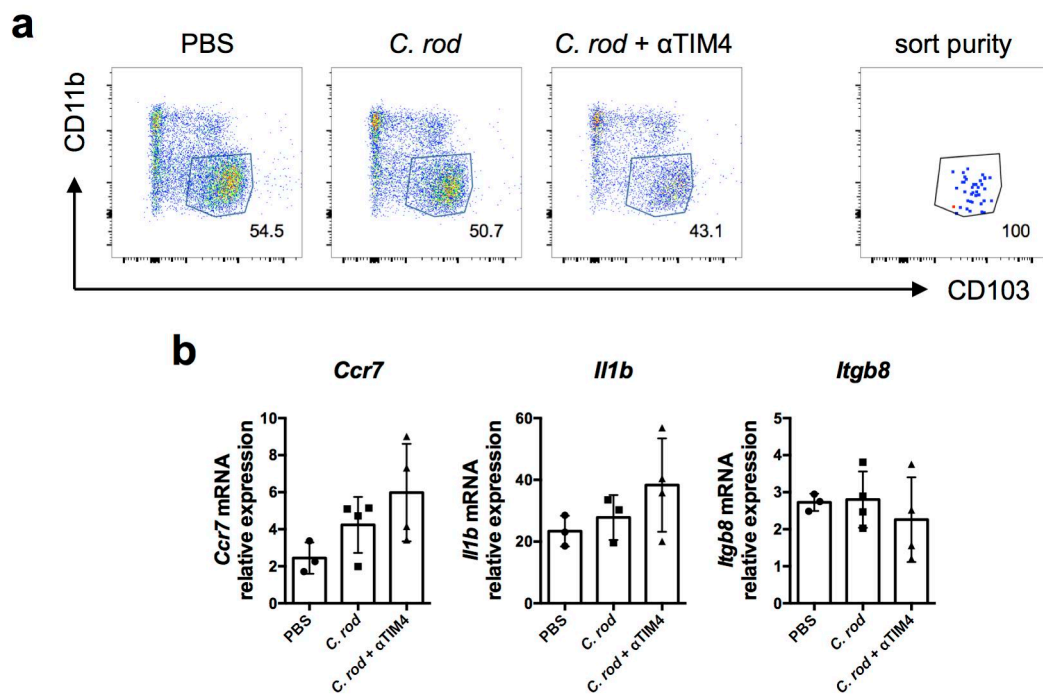 a
PBS
C. rod
C. rod + αTIM4
sort purity
CD11b
54.5
50.7
43.1
100
CD103
b
Ccr7
Il1b
Itgb8
Ccr7 mRNA
relative expression
10
8
6
4
2
0
PBS
C. rod
C. rod + αTIM4
Il1b mRNA
relative expression
60
40
20
0
PBS
C. rod
C. rod + αTIM4
Itgb8 mRNA
relative expression
5
4
3
2
1
0
PBS
C. rod
C. rod + αTIM4